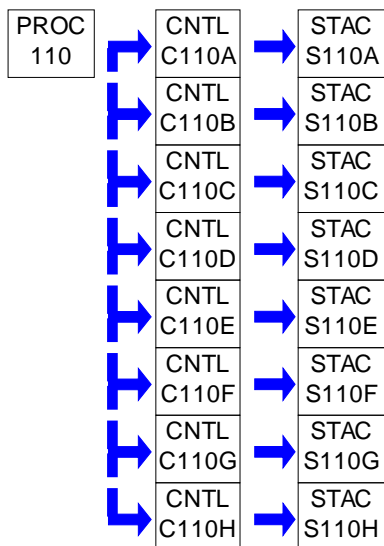 PROC
110
CNTL
C110A
STAC
S110A
CNTL
C110B
STAC
S110B
CNTL
C110C
STAC
S110C
CNTL
C110D
STAC
S110D
CNTL
C110E
STAC
S110E
CNTL
C110F
STAC
S110F
CNTL
C110G
STAC
S110G
CNTL
C110H
STAC
S110H